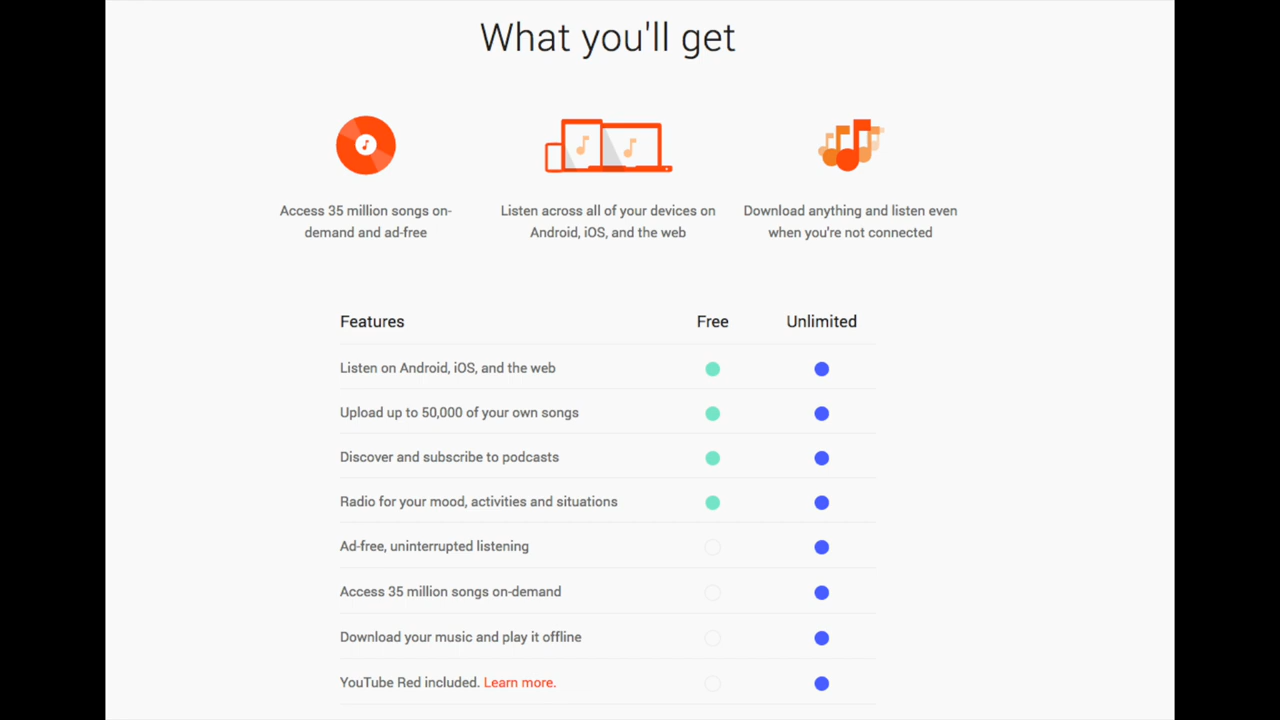 What you'll get
Access 35 million songs on-
demand and ad-free
Listen across all of your devices on
Android, iOS, and the web
Download anything and listen even
when you're not connected
Features Free Unlimited
Listen on Android, iOS, and the web
Upload up to 50,000 of your own songs
Discover and subscribe to podcasts
Radio for your mood, activities and situations
Ad-free, uninterrupted listening
Access 35 million songs on-demand
Download your music and play it offline
YouTube Red included. Learn more.